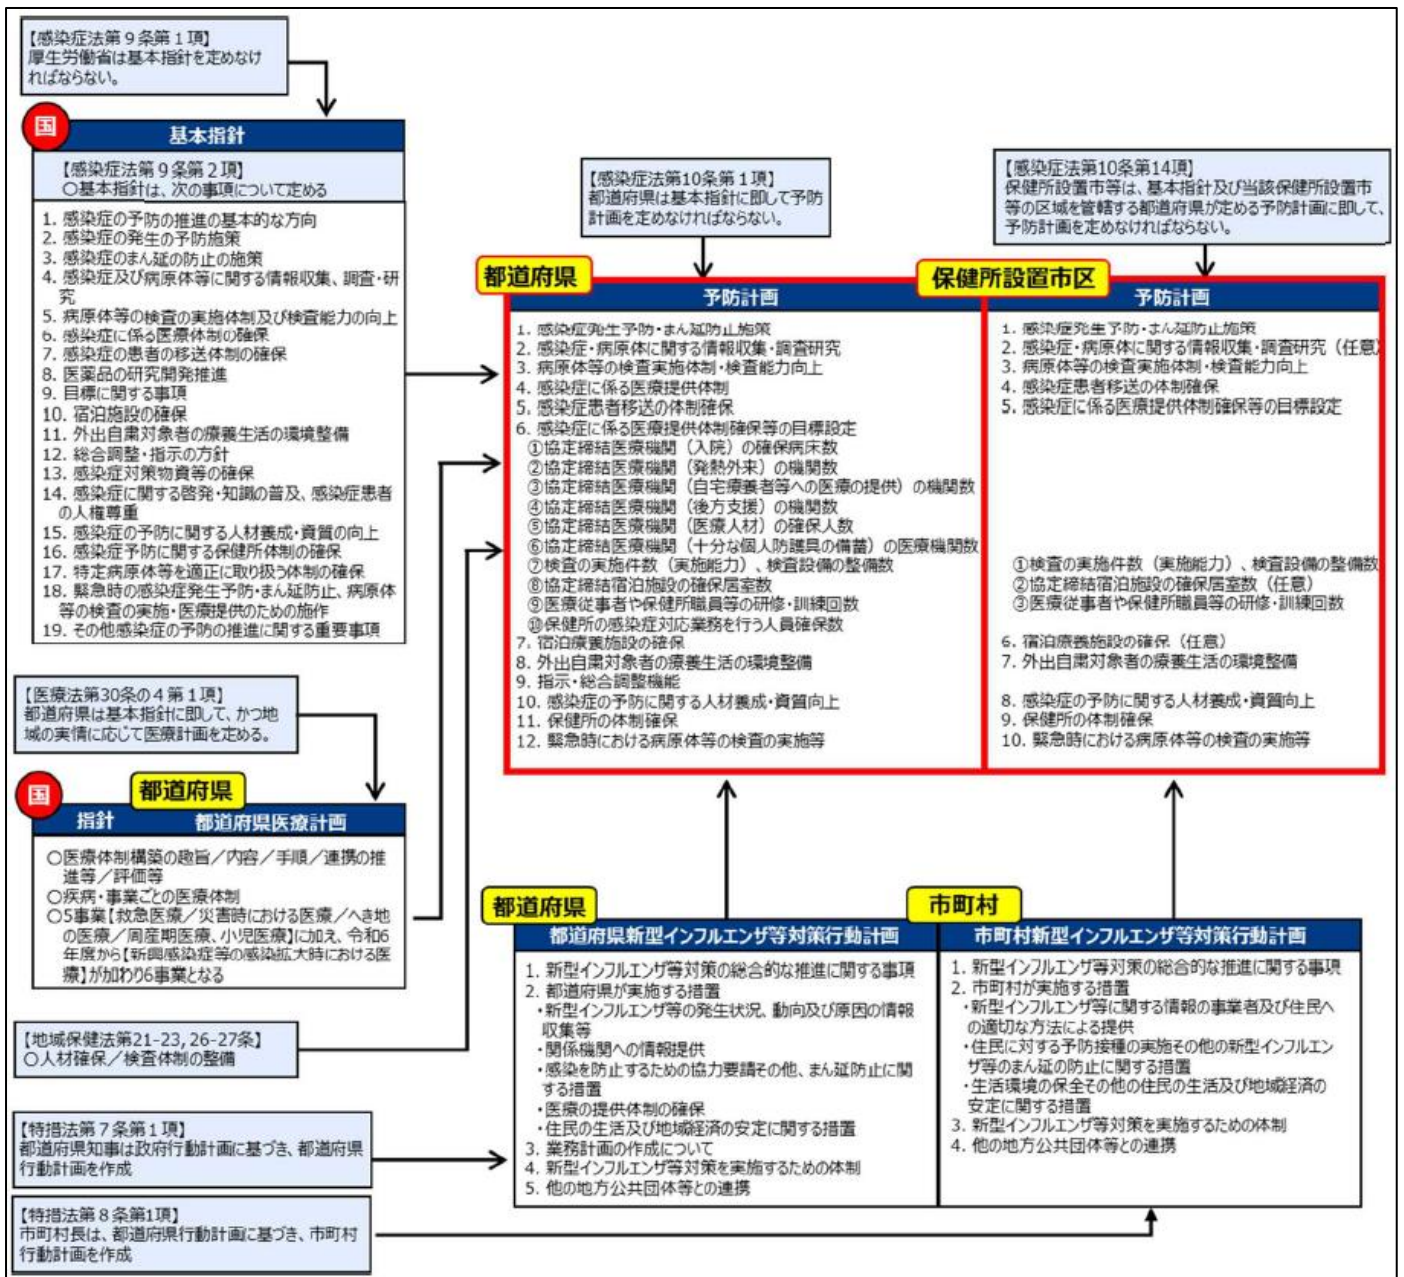 【感染症法第９条第１項】
厚生労働省は基本指針を定めなけ
ればならない。
国
基本指針
【感染症法第９条第２項】
○基本指針は、次の事項について定める
1. 感染症の予防の推進の基本的な方向
2. 感染症の発生の予防施策
3. 感染症のまん延の防止の施策
4. 感染症及び病原体等に関する情報収集、調査・研
究
5. 病原体等の検査の実施体制及び検査能力の向上
6. 感染症に係る医療体制の確保
7. 感染症の患者の移送体制の確保
8. 医薬品の研究開発推進
9. 目標に関する事項
10. 宿泊施設の確保
11. 外出自粛対象者の療養生活の環境整備
12. 総合調整・指示の方針
13. 感染症対策物資等の確保
14. 感染症に関する啓発・知識の普及、感染症患者
の人権尊重
15. 感染症の予防に関する人材養成・資質の向上
16. 感染症予防に関する保健所体制の確保
17. 特定病原体等を適正に取り扱う体制の確保
18. 緊急時の感染症発生予防・まん延防止、病原体
等の検査の実施・医療提供のための施作
19. その他感染症の予防の推進に関する重要事項
【医療法第30条の４第１項】
都道府県は基本指針に即して、かつ地
域の実情に応じて医療計画を定める。
国
都道府県
指針 都道府県医療計画
○医療体制構築の趣旨／内容／手順／連携の推
進等／評価等
○疾病・事業ごとの医療体制
○5事業【救急医療／災害時における医療／へき地
の医療／周産期医療、小児医療】に加え、令和6
年度から【新興感染症等の感染拡大時における医
療】が加わり6事業となる
【地域保健法第21-23, 26-27条】
○人材確保／検査体制の整備
【特措法第７条第１項】
都道府県知事は政府行動計画に基づき、都道府県
行動計画を作成
【特措法第８条第1項】
市町村長は、都道府県行動計画に基づき、市町村
行動計画を作成
【感染症法第10条第１項】
都道府県は基本指針に即して予防
計画を定めなければならない。
都道府県
予防計画
1. 感染症発生予防・まん延防止施策
2. 感染症・病原体に関する情報収集・調査研究
3. 病原体等の検査実施体制・検査能力向上
4. 感染症に係る医療提供体制
5. 感染症患者移送の体制確保
6. 感染症に係る医療提供体制確保等の目標設定
①協定締結医療機関（入院）の確保病床数
②協定締結医療機関（発熱外来）の機関数
③協定締結医療機関（自宅療養者等への医療の提供）の機関数
④協定締結医療機関（後方支援）の機関数
⑤協定締結医療機関（医療人材）の確保人数
⑥協定締結医療機関（十分な個人防護具の備蓄）の医療機関数
⑦検査の実施件数（実施能力）、検査設備の整備数
⑧協定締結宿泊施設の確保居室数
⑨医療従事者や保健所職員等の研修・訓練回数
⑩保健所の感染症対応業務を行う人員確保数
7. 宿泊療養施設の確保
8. 外出自粛対象者の療養生活の環境整備
9. 指示・総合調整機能
10. 感染症の予防に関する人材養成・資質向上
11. 保健所の体制確保
12. 緊急時における病原体等の検査の実施等
【感染症法第10条第14項】
保健所設置市等は、基本指針及び当該保健所設置市
等の区域を管轄する都道府県が定める予防計画に即して、
予防計画を定めなければならない。
保健所設置市区
予防計画
1. 感染症発生予防・まん延防止施策
2. 感染症・病原体に関する情報収集・調査研究（任意）
3. 病原体等の検査実施体制・検査能力向上
4. 感染症患者移送の体制確保
5. 感染症に係る医療提供体制確保等の目標設定
①検査の実施件数（実施能力）、検査設備の整備数
②協定締結宿泊施設の確保居室数（任意）
③医療従事者や保健所職員等の研修・訓練回数
6. 宿泊療養施設の確保（任意）
7. 外出自粛対象者の療養生活の環境整備
8. 感染症の予防に関する人材養成・資質向上
9. 保健所の体制確保
10. 緊急時における病原体等の検査の実施等
都道府県
都道府県新型インフルエンザ等対策行動計画
1. 新型インフルエンザ等対策の総合的な推進に関する事項
2. 都道府県が実施する措置
・新型インフルエンザ等の発生状況、動向及び原因の情報
収集等
・関係機関への情報提供
・感染を防止するための協力要請その他、まん延防止に関
する措置
・医療の提供体制の確保
・住民の生活及び地域経済の安定に関する措置
3. 業務計画の作成について
4. 新型インフルエンザ等対策を実施するための体制
5. 他の地方公共団体等との連携
市町村
市町村新型インフルエンザ等対策行動計画
1. 新型インフルエンザ等対策の総合的な推進に関する事項
2. 市町村が実施する措置
・新型インフルエンザ等に関する情報の事業者及び住民へ
の適切な方法による提供
・住民に対する予防接種の実施その他の新型インフルエン
ザ等のまん延の防止に関する措置
・生活環境の保全その他の住民の生活及び地域経済の
安定に関する措置
3. 新型インフルエンザ等対策を実施するための体制
4. 他の地方公共団体等との連携